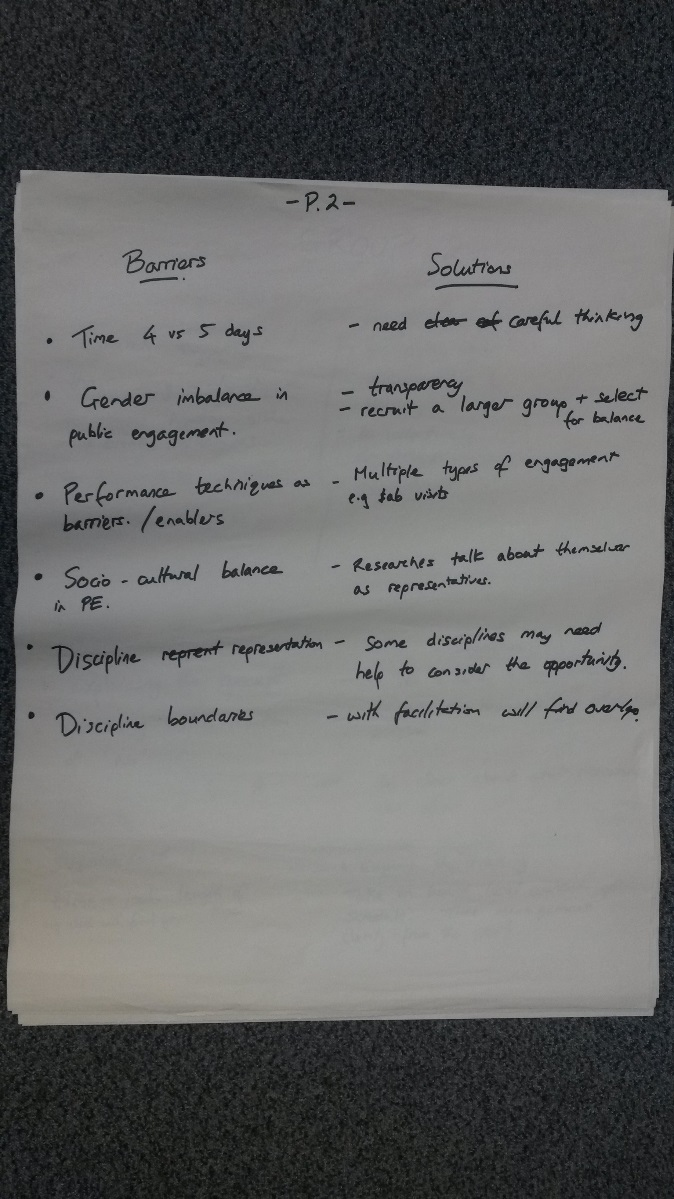 -P.2-
Barriers
Solutions
• Time 4 vs 5 days
- need careful thinking
• Gender imbalance in
public engagement.
- transparency
- recruit a larger group + select
for balance
• Performance techniques as
barriers. /enablers
- Multiple types of engagement
e.g lab visits
• Socio-cultural balance
in PE.
- Researches talk about themselves
as representatives.
• Discipline reprent representation
- Some disciplines may need
help to consider the opportunity.
• Discipline boundaries
- with facilitation will find overlap.